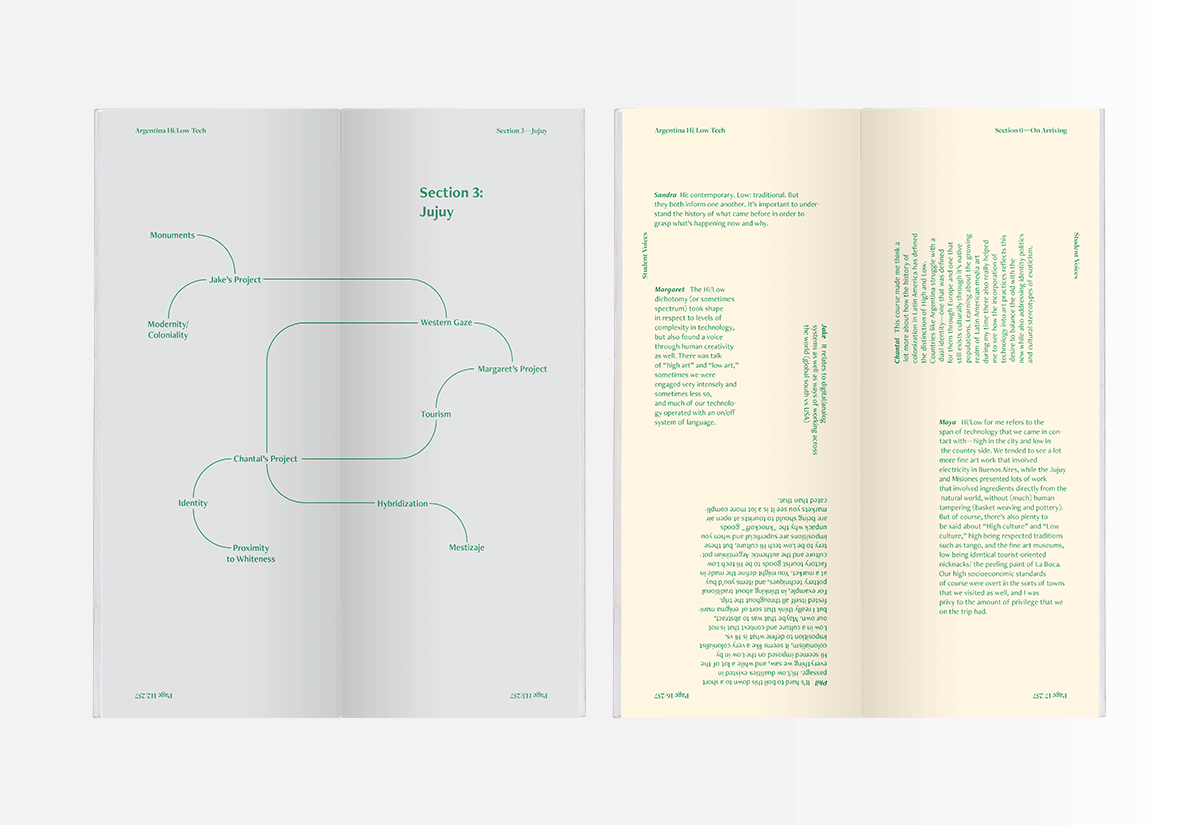 Argentina Hi/Low Tech
Section 3—Jujuy
Section 3:
Jujuy
Monuments
Jake's Project
Modernity/
Coloniality
Western Gaze
Margaret's Project
Tourism
Chantal's Project
Identity
Hybridization
Proximity
to Whiteness
Mestizaje
Page 112/257
Page 113/257
Argentina Hi/Low Tech
Section 0—On Arriving
Student Voices
Sandra Hi: contemporary. Low: traditional. But
they both inform one another. It's important to under-
stand the history of what came before in order to
grasp what's happening now and why.
Margaret The Hi/Low
dichotomy (or sometimes
spectrum) took shape
in respect to levels of
complexity in technology,
but also found a voice
through human creativity
as well. There was talk
of “high art” and “low art,”
sometimes we were
engaged very intensely and
sometimes less so,
and much of our technolo-
gy operated with an on/off
system of language.
Jake It relates to digital/analog
systems as well as ways of working across
the world (global south vs USA)
Phil It's hard to boil this down to a short
passage. Hi/Low dualities existed in
everything we saw, and while a lot of the
Hi seemed imposed on the Low in by
colonialism, it seems like a very colonialist
imposition to define what is Hi vs.
Low in a culture and context that is not
our own. Maybe that was to abstract,
but I really think that sort of enigma mani-
fested itself all throughout the trip.
For example, in thinking about traditional
pottery techniques, and items you'd buy
at a market. You might define the made in
factory tourist goods to be Hi tech Low
culture and the authentic Argentinian pot-
tery to be Low tech Hi culture, but these
impositions are superficial and when you
unpack why the “knockoff” goods
are being should to tourists at open air
markets you see it is a lot more compli-
cated than that.
Student Voices
Chantal This course made me think a
lot more about how the history of
colonization in Latin America has defined
the distinction of High and Low.
Countries like Argentina struggle with a
dual identity—one that was defined
for them through Europe and one that
still exists culturally through it's native
populations. Learning about the growing
realm of Latin American media art
during my time there also really helped
me to see how the incorporation of
technology into art practices reflects this
desire to balance the old with the
new while also addressing identity politics
and cultural stereotypes of exoticism.
Maya Hi/Low for me refers to the
span of technology that we came in con-
tact with—high in the city and low in
the country side. We tended to see a lot
more fine art work that involved
electricity in Buenos Aires, while the Jujuy
and Misiones presented lots of work
that involved ingredients directly from the
natural world, without (much) human
tampering (basket weaving and pottery).
But of course, there's also plenty to
be said about “High culture” and “Low
culture,” high being respected traditions
such as tango, and the fine art museums,
low being identical tourist-oriented
nicknacks/ the peeling paint of La Boca.
Our high socioeconomic standards
of course were overt in the sorts of towns
that we visited as well, and I was
privy to the amount of privilege that we
on the trip had.
Page 16/257
Page 17/257